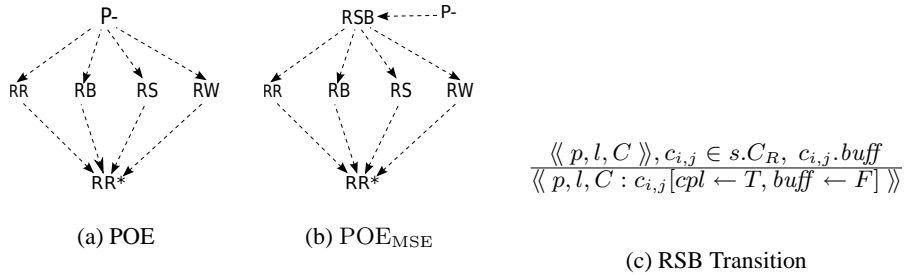 P-
RR RB RS RW
RR*
(a) POE
RSB P-
RR RB RS RW
RR*
(b) POE_MSE
⟪ p, l, C ⟫, c_{i,j} ∈ s.C_R, c_{i,j}.buff
⟪ p, l, C : c_{i,j}[cpl ← T, buff ← F] ⟫
(c) RSB Transition